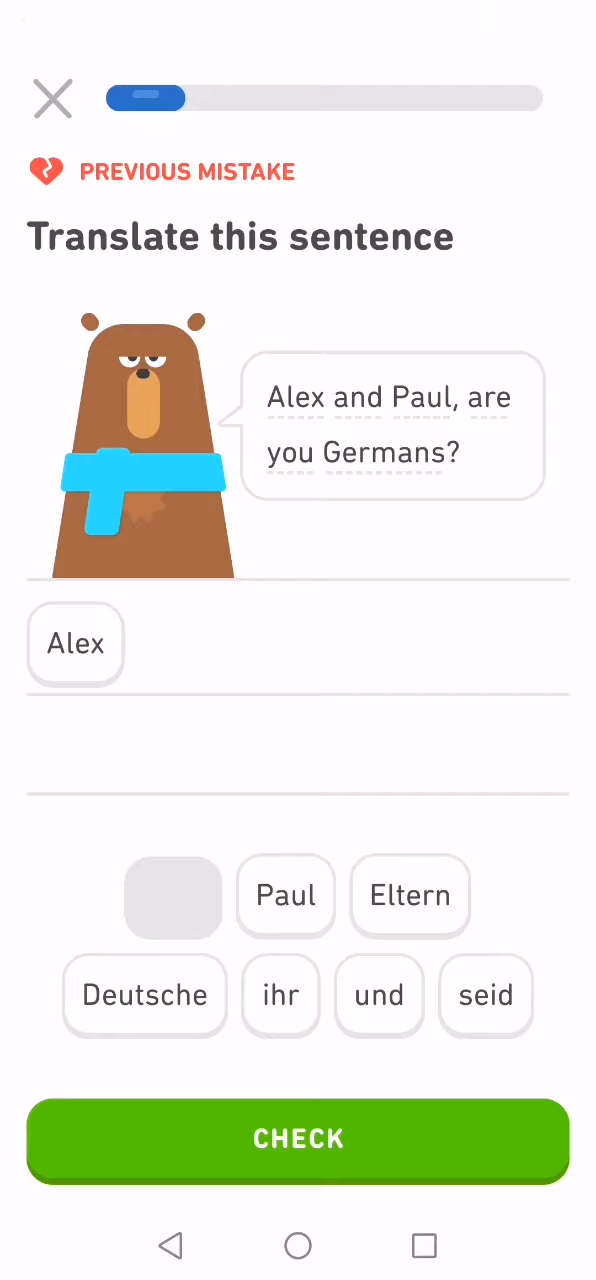 PREVIOUS MISTAKE
Translate this sentence
Alex and Paul, are
you Germans?
Alex
Paul Eltern
Deutsche ihr und seid
CHECK